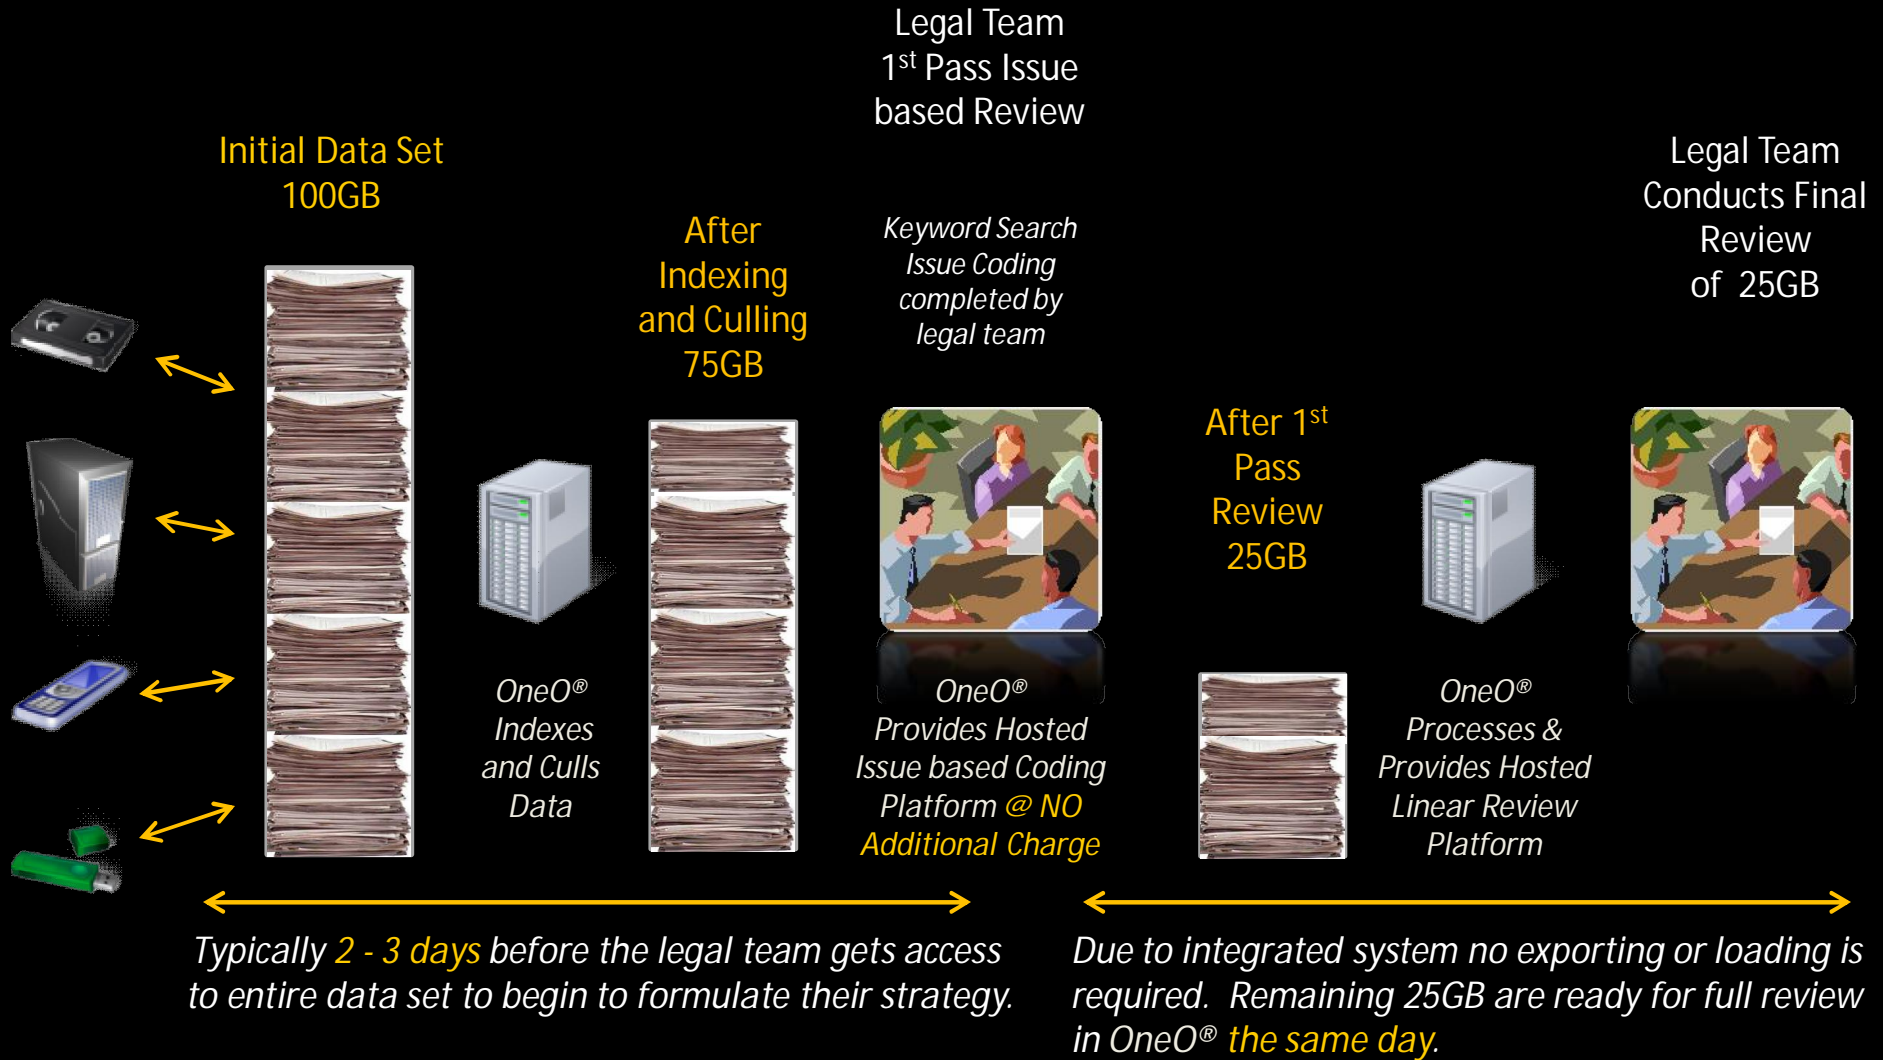 Legal Team
1st Pass Issue
based Review
Initial Data Set
100GB
After
Indexing
and Culling
75GB
Keyword Search
Issue Coding
completed by
legal team
Legal Team
Conducts Final
Review
of 25GB
After 1st
Pass
Review
25GB
OneO®
Indexes
and Culls
Data
OneO®
Provides Hosted
Issue based Coding
Platform @ NO
Additional Charge
OneO®
Processes &
Provides Hosted
Linear Review
Platform
Typically 2 - 3 days before the legal team gets access
to entire data set to begin to formulate their strategy.
Due to integrated system no exporting or loading is
required. Remaining 25GB are ready for full review
in OneO® the same day.